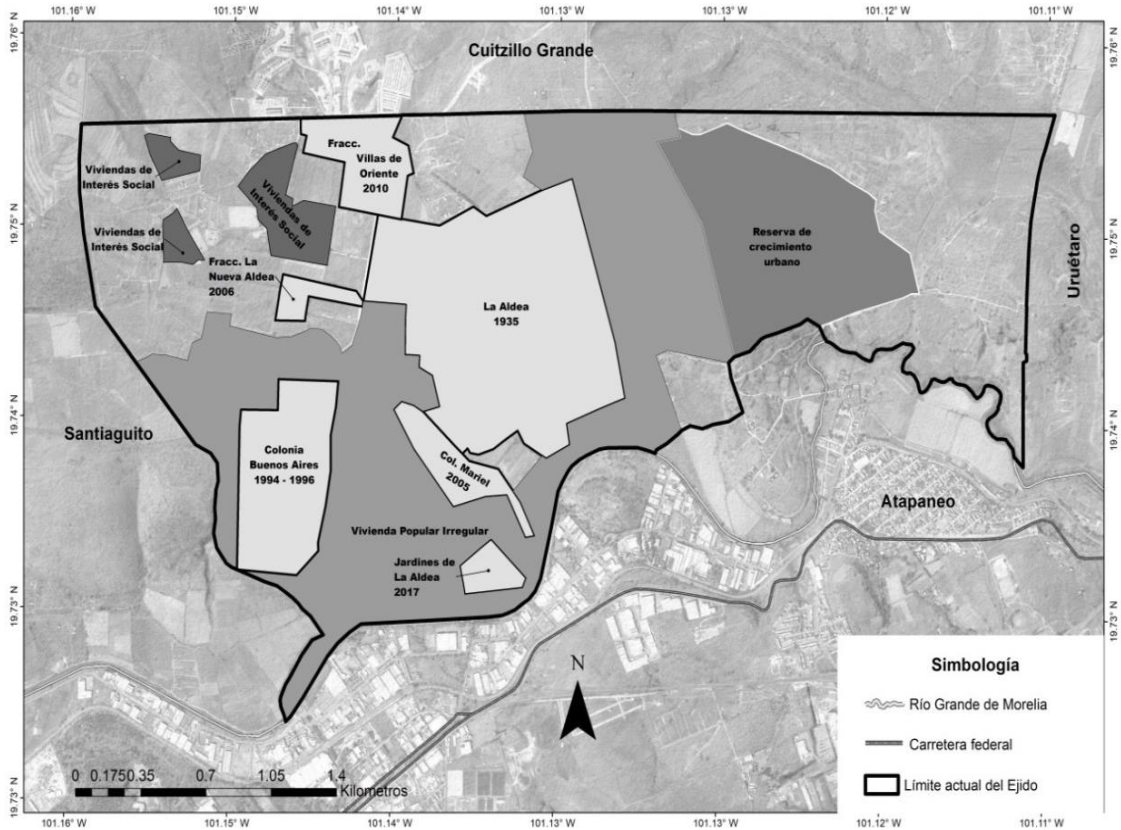 101.16° W
101.15° W
101.14° W
101.13° W
101.13° W
101.12° W
101.11° W
19.76° N
19.76° N
Cuitzillo Grande
Fracc.
Villas de
Oriente
2010
Viviendas de
Interés Social
Viviendas de
Interés Social
Viviendas de
Interés Social
19.75° N
19.75° N
Reserva de
crecimiento
urbano
Fracc. La
Nueva Aldea
2006
La Aldea
1935
Uruétaro
19.74° N
19.74° N
Santiaguito
Colonia
Buenos Aires
1994 - 1996
Col. Mariel
2005
Atapaneo
Vivienda Popular Irregular
Jardines de
La Aldea
2017
19.73° N
19.73° N
N
Simbología
Río Grande de Morelia
Carretera federal
Límite actual del Ejido
0 0.175 0.35 0.7 1.05 1.4
Kilometros
19.73° N
19.73° N
101.16° W
101.15° W
101.14° W
101.13° W
101.13° W
101.12° W
101.11° W